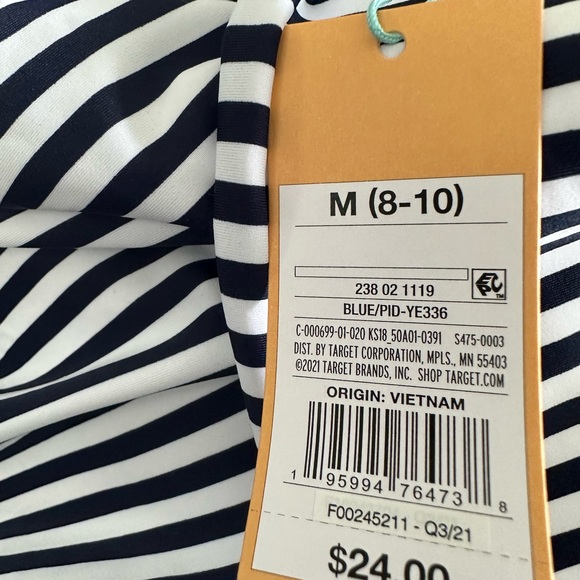 M (8-10)
238 02 1119
BLUE/PID-YE336
C-000699-01-020 KS18_50A01-0391 S475-0003
DIST. BY TARGET CORPORATION, MPLS., MN 55403
©2021 TARGET BRANDS, INC. SHOP TARGET.COM
ORIGIN: VIETNAM
1 95994 76473 8
F00245211 - Q3/21
$24.00